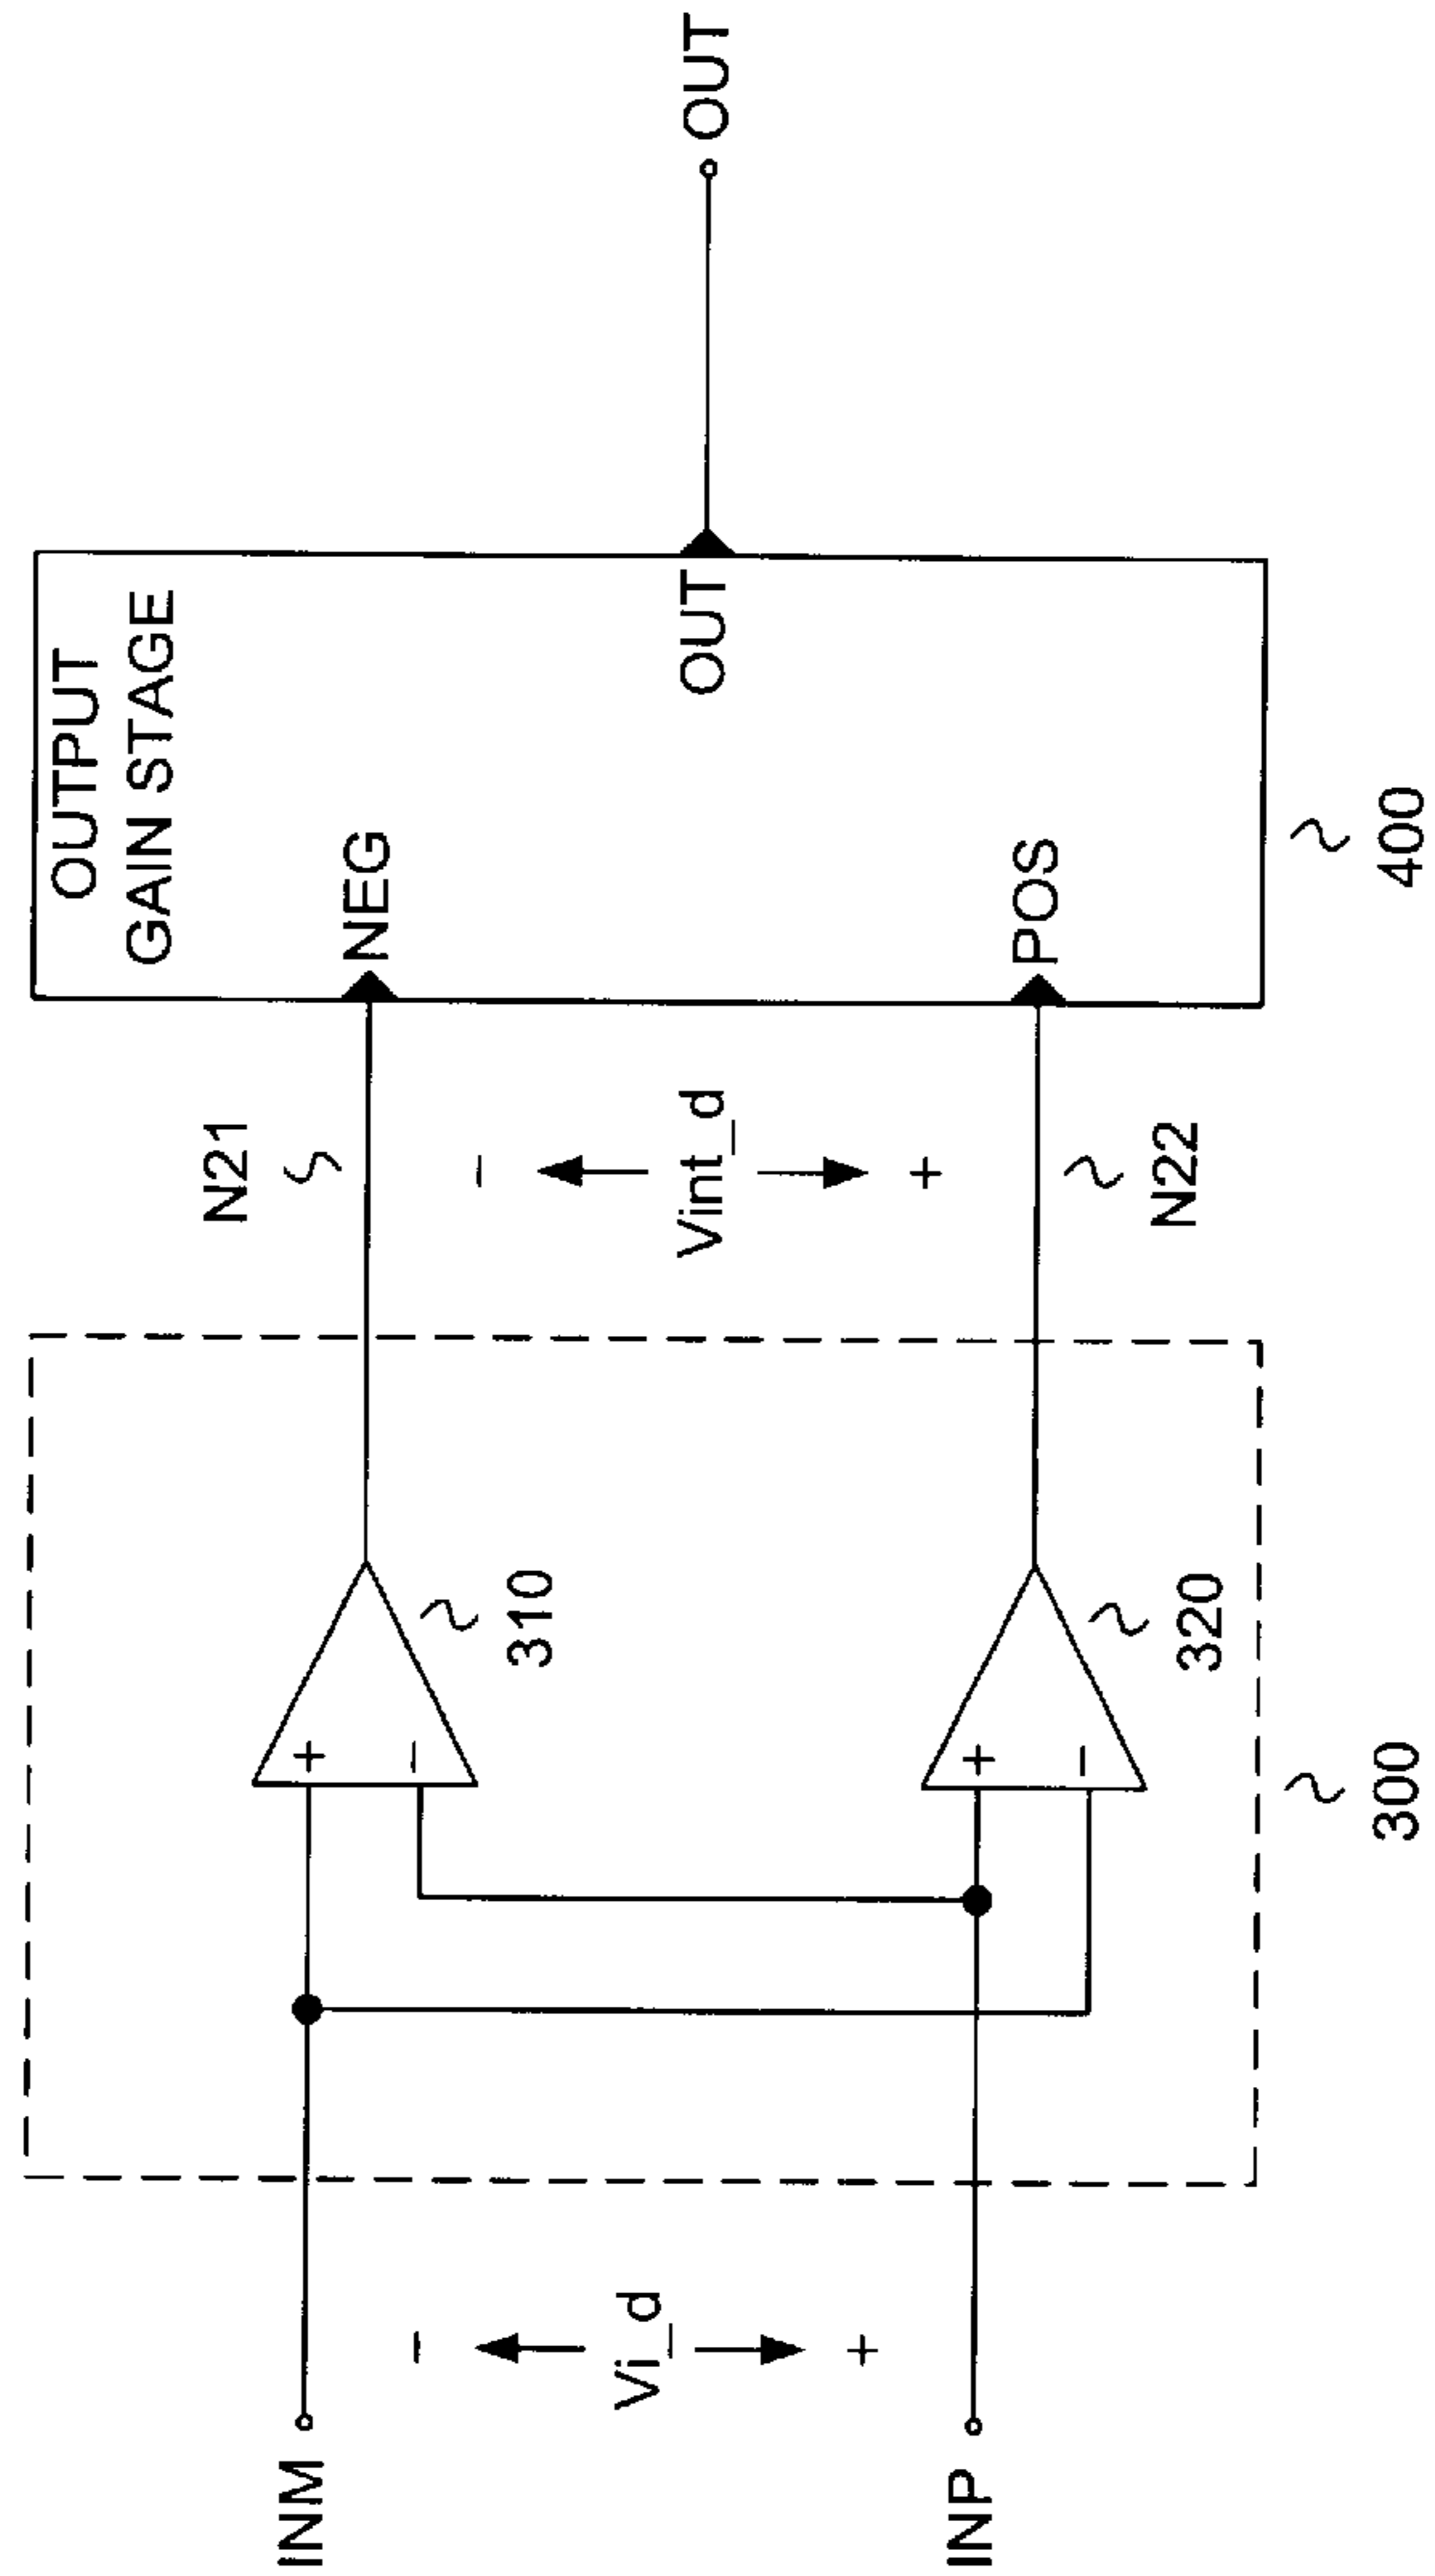 INM
INP
- Vi_d +
+
-
310
+
-
320
300
N21
- Vint_d +
N22
OUTPUT
GAIN STAGE
NEG
POS
OUT
400
OUT